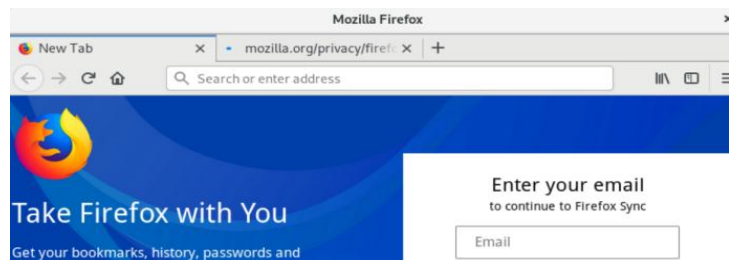 Mozilla Firefox
New Tab
mozilla.org/privacy/firefo
Search or enter address
Enter your email
to continue to Firefox Sync
Take Firefox with You
Email
Get your bookmarks, history, passwords and